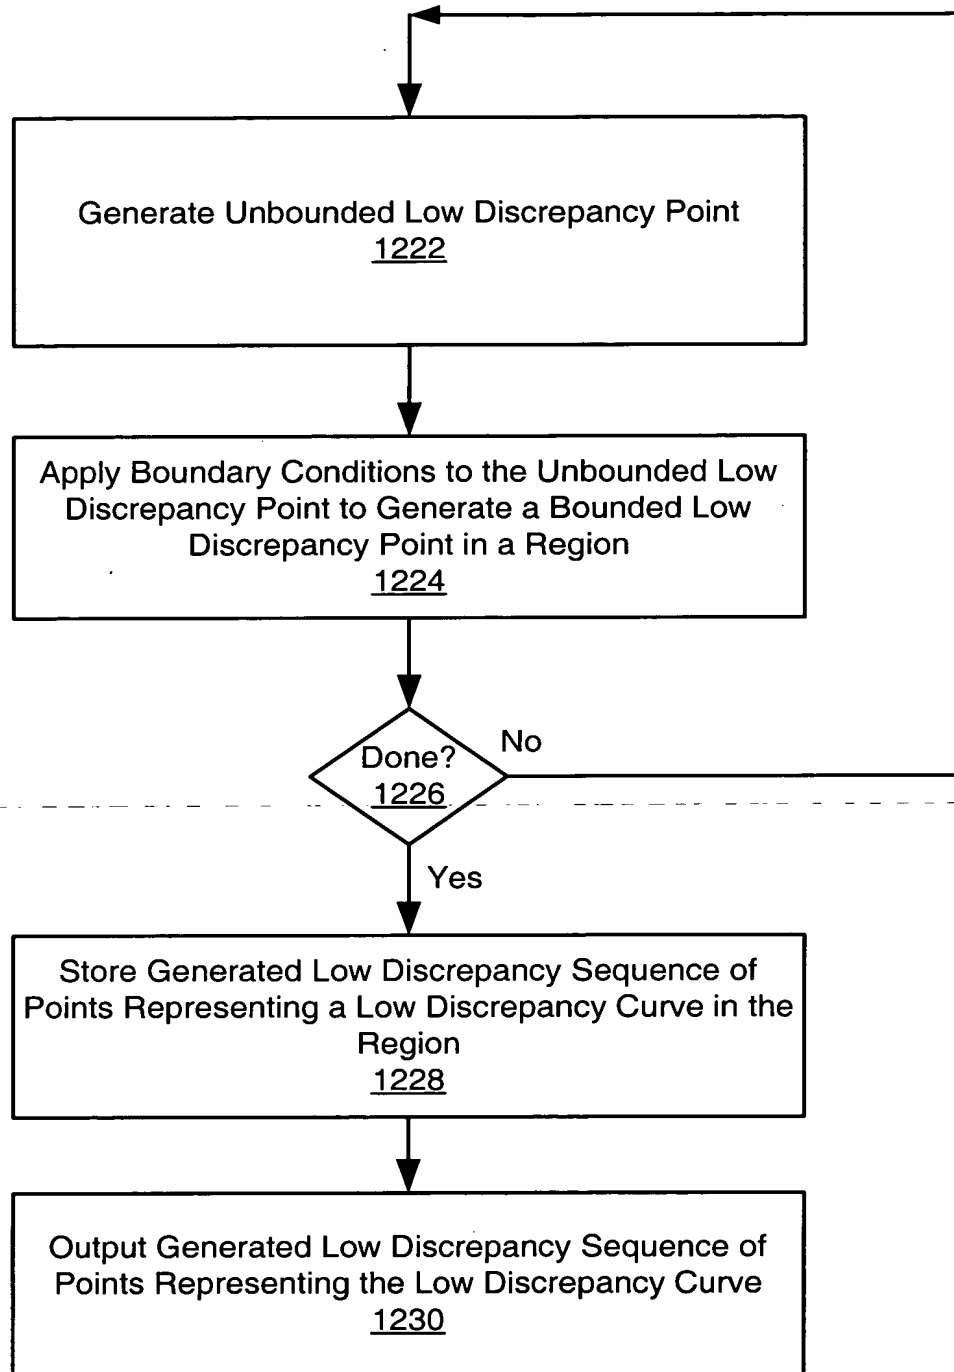 Generate Unbounded Low Discrepancy Point
1222
Apply Boundary Conditions to the Unbounded Low
Discrepancy Point to Generate a Bounded Low
Discrepancy Point in a Region
1224
Done?
1226
No
Yes
Store Generated Low Discrepancy Sequence of
Points Representing a Low Discrepancy Curve in the
Region
1228
Output Generated Low Discrepancy Sequence of
Points Representing the Low Discrepancy Curve
1230